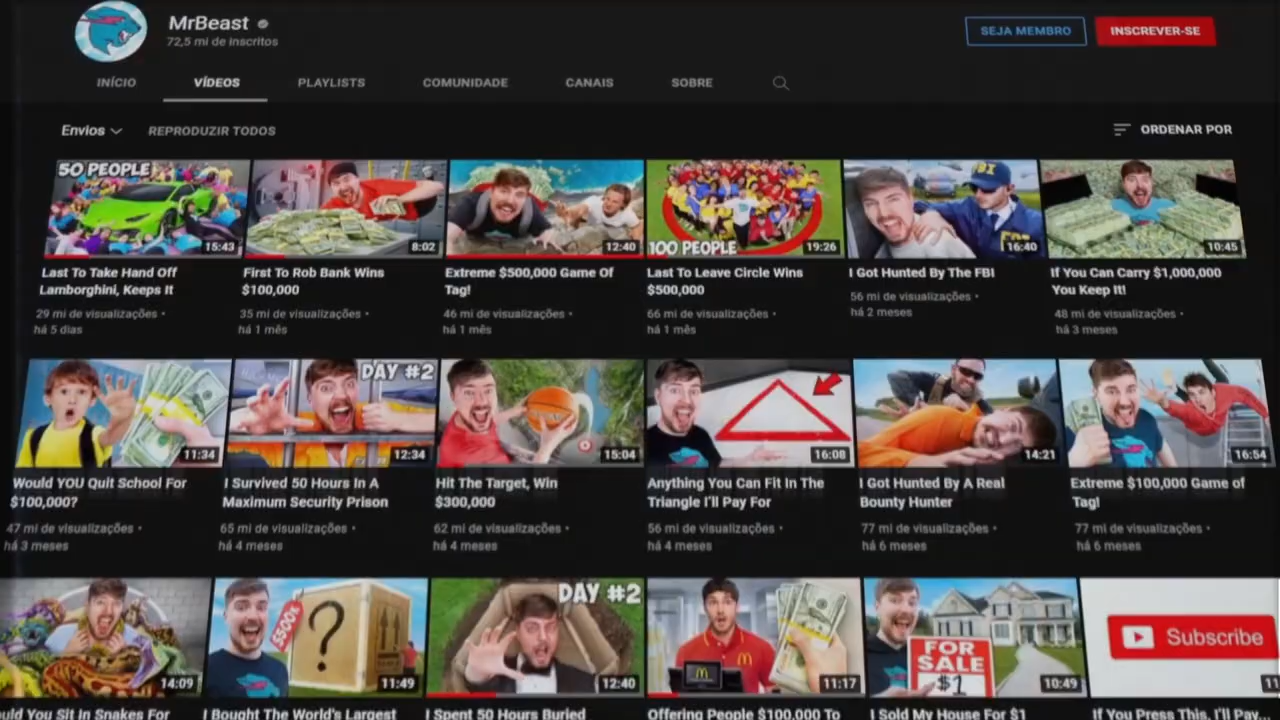 MrBeast
72,5 mi de inscritos
SEJA MEMBRO
INSCREVER-SE
INÍCIO
VÍDEOS
PLAYLISTS
COMUNIDADE
CANAIS
SOBRE
Envios
REPRODUZIR TODOS
ORDENAR POR
50 PEOPLE
15:43
8:02
12:40
100 PEOPLE
19:26
FBI
16:40
10:45
Last To Take Hand Off
Lamborghini, Keeps It
29 mi de visualizações •
há 5 dias
First To Rob Bank Wins
$100,000
35 mi de visualizações •
há 1 mês
Extreme $500,000 Game Of
Tag!
46 mi de visualizações •
há 1 mês
Last To Leave Circle Wins
$500,000
66 mi de visualizações •
há 1 mês
I Got Hunted By The FBI
56 mi de visualizações •
há 2 meses
If You Can Carry $1,000,000
You Keep It!
48 mi de visualizações •
há 3 meses
11:34
DAY #2
12:34
15:04
16:08
14:21
16:54
Would YOU Quit School For
$100,000?
47 mi de visualizações •
há 3 meses
I Survived 50 Hours In A
Maximum Security Prison
65 mi de visualizações •
há 4 meses
Hit The Target, Win
$300,000
62 mi de visualizações •
há 4 meses
Anything You Can Fit In The
Triangle I'll Pay For
56 mi de visualizações •
há 4 meses
I Got Hunted By A Real
Bounty Hunter
77 mi de visualizações •
há 6 meses
Extreme $100,000 Game of
Tag!
77 mi de visualizações •
há 6 meses
14:09
$500K
?
11:49
DAY #2
12:40
11:17
FOR
SALE
$1
10:49
Subscribe
You Sit In Snakes For
I Bought The World's Largest
I Spent 50 Hours Buried
Offering People $100,000 To
I Sold My House For $1
If You Press This, I'll Pay...